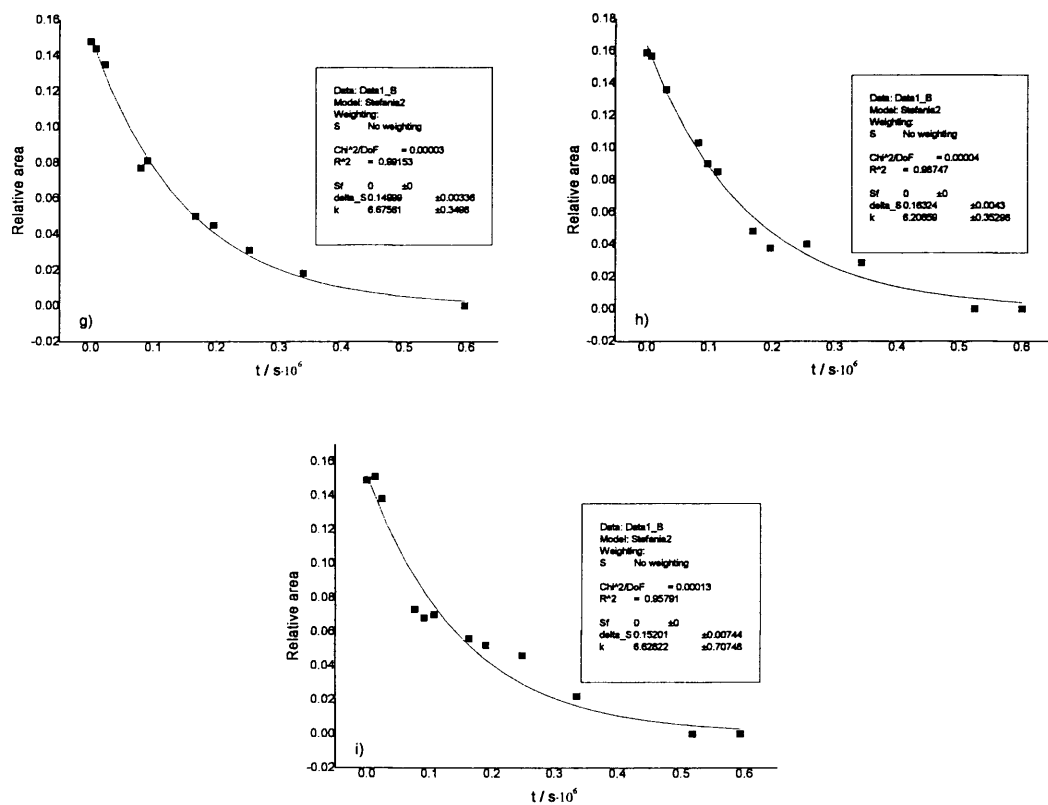 0.16
0.14
0.12
0.10
0.08
0.06
0.04
0.02
0.00
-0.02
Relative area
g)
0.0 0.1 0.2 0.3 0.4 0.5 0.6
t / s·10⁶
Data: Data1_B
Model: Stefania2
Weighting:
S No weighting
Chi^2/DoF = 0.00003
R^2 = 0.99153
Sf 0 ±0
delta_S 0.14999 ±0.00336
k 6.67561 ±0.3496
0.18
0.16
0.14
0.12
0.10
0.08
0.06
0.04
0.02
0.00
-0.02
Relative area
h)
0.0 0.1 0.2 0.3 0.4 0.5 0.6
t / s·10⁶
Data: Data1_B
Model: Stefania2
Weighting:
S No weighting
Chi^2/DoF = 0.00004
R^2 = 0.98747
Sf 0 ±0
delta_S 0.16324 ±0.0043
k 6.20859 ±0.35296
0.16
0.14
0.12
0.10
0.08
0.06
0.04
0.02
0.00
-0.02
Relative area
i)
0.0 0.1 0.2 0.3 0.4 0.5 0.6
t / s·10⁶
Data: Data1_B
Model: Stefania2
Weighting:
S No weighting
Chi^2/DoF = 0.00013
R^2 = 0.95791
Sf 0 ±0
delta_S 0.15201 ±0.00744
k 6.62622 ±0.70746